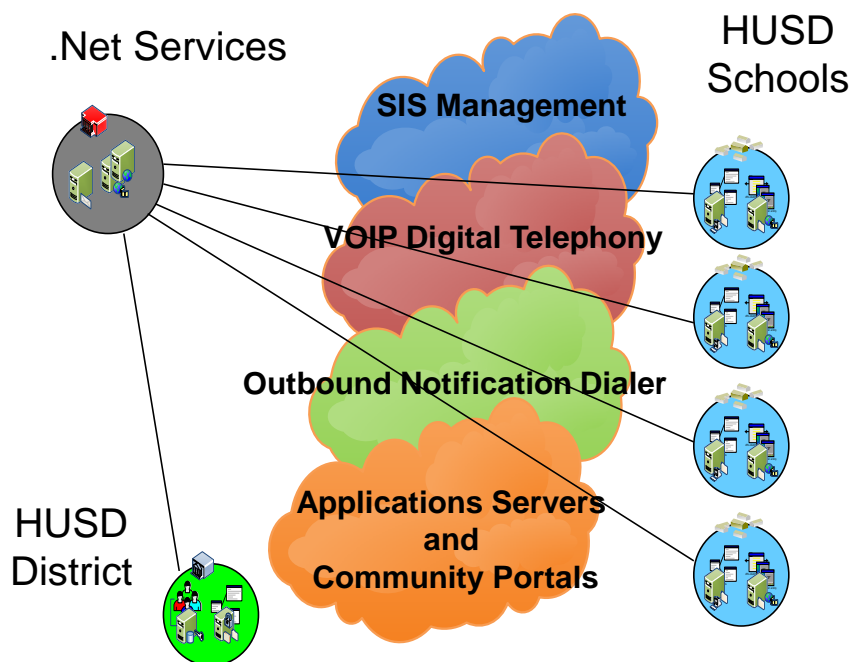 .Net Services
HUSD
Schools
SIS Management
VOIP Digital Telephony
Outbound Notification Dialer
Applications Servers
and
Community Portals
HUSD
District